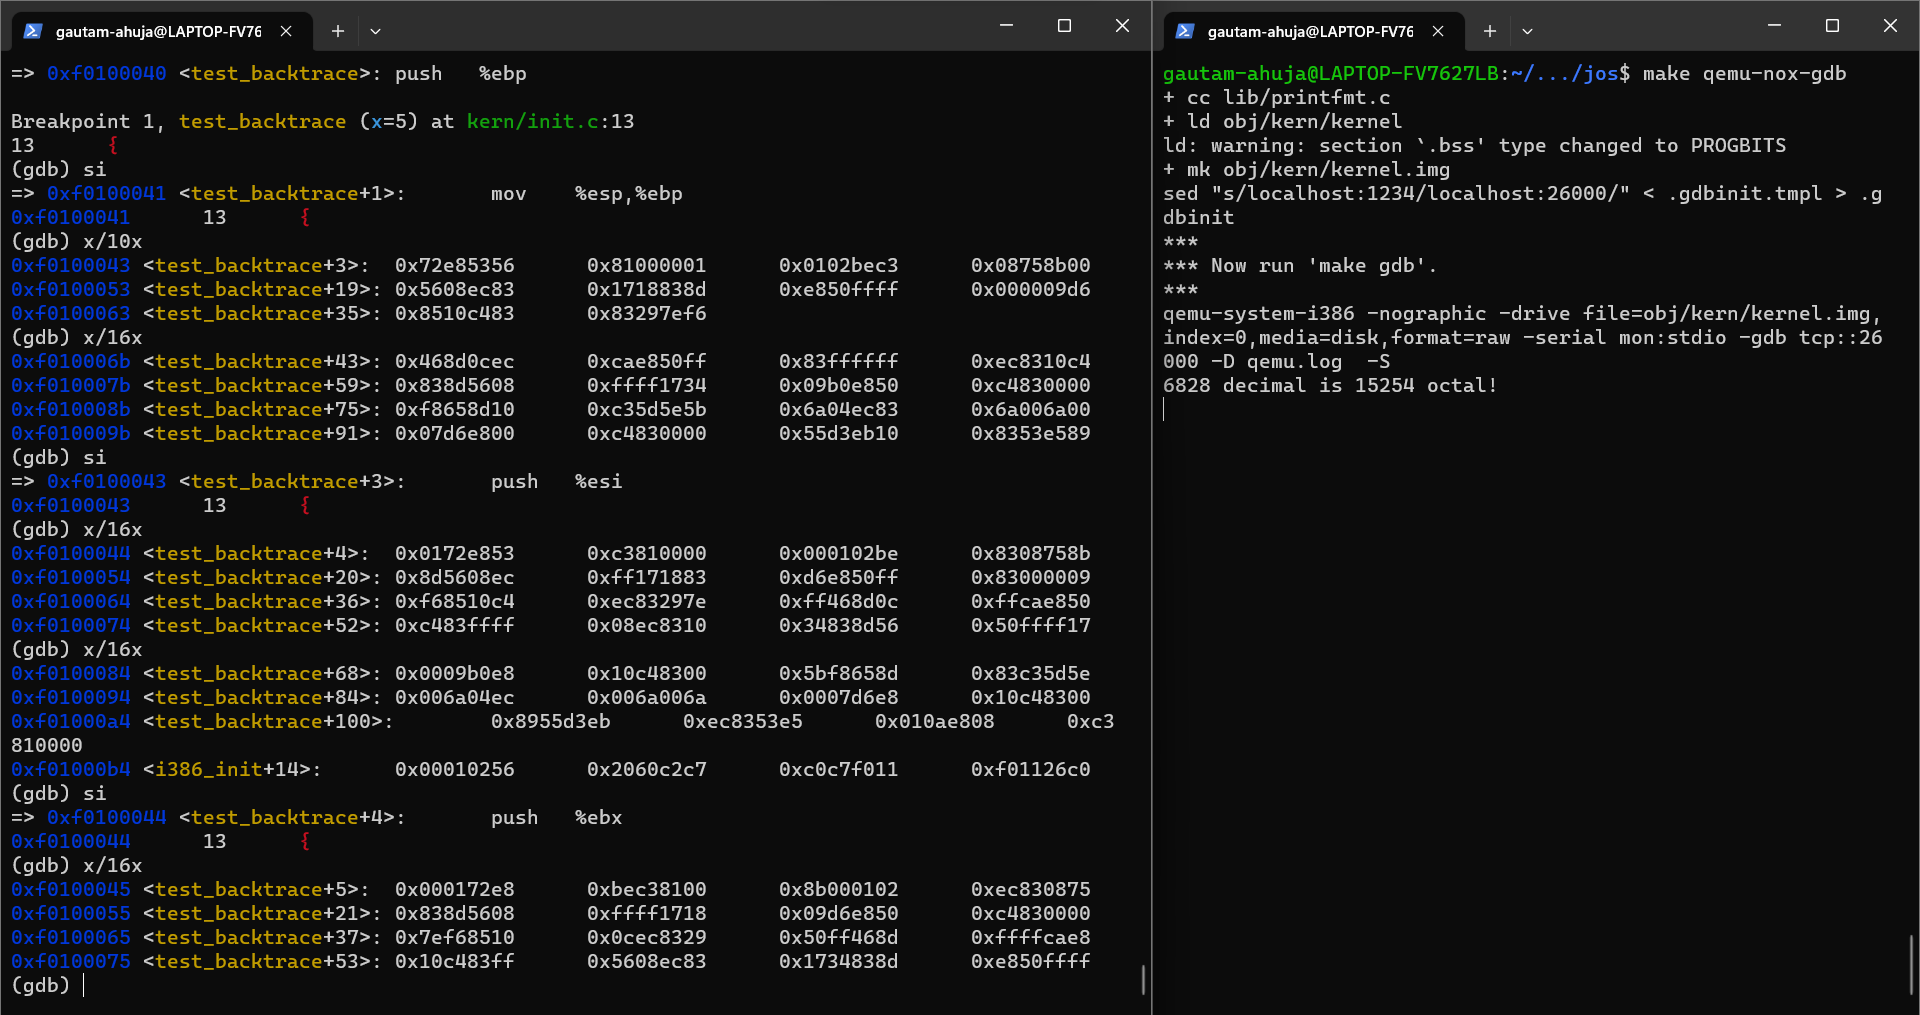 gautam-ahuja@LAPTOP-FV76
=> 0xf0100040 <test_backtrace>: push   %ebp
Breakpoint 1, test_backtrace (x=5) at kern/init.c:13
13      {
(gdb) si
=> 0xf0100041 <test_backtrace+1>:       mov    %esp,%ebp
0xf0100041      13      {
(gdb) x/10x
0xf0100043 <test_backtrace+3>:  0x72e85356      0x81000001      0x0102bec3      0x08758b00
0xf0100053 <test_backtrace+19>: 0x5608ec83      0x1718838d      0xe850ffff      0x000009d6
0xf0100063 <test_backtrace+35>: 0x8510c483      0x83297ef6
(gdb) x/16x
0xf010006b <test_backtrace+43>: 0x468d0cec      0xcae850ff      0x83ffffff      0xec8310c4
0xf010007b <test_backtrace+59>: 0x838d5608      0xffff1734      0x09b0e850      0xc4830000
0xf010008b <test_backtrace+75>: 0xf8658d10      0xc35d5e5b      0x6a04ec83      0x6a006a00
0xf010009b <test_backtrace+91>: 0x07d6e800      0xc4830000      0x55d3eb10      0x8353e589
(gdb) si
=> 0xf0100043 <test_backtrace+3>:       push   %esi
0xf0100043      13      {
(gdb) x/16x
0xf0100044 <test_backtrace+4>:  0x0172e853      0xc3810000      0x000102be      0x8308758b
0xf0100054 <test_backtrace+20>: 0x8d5608ec      0xff171883      0xd6e850ff      0x83000009
0xf0100064 <test_backtrace+36>: 0xf68510c4      0xec83297e      0xff468d0c      0xffcae850
0xf0100074 <test_backtrace+52>: 0xc483ffff      0x08ec8310      0x34838d56      0x50ffff17
(gdb) x/16x
0xf0100084 <test_backtrace+68>: 0x0009b0e8      0x10c48300      0x5bf8658d      0x83c35d5e
0xf0100094 <test_backtrace+84>: 0x006a04ec      0x006a006a      0x0007d6e8      0x10c48300
0xf01000a4 <test_backtrace+100>:        0x8955d3eb      0xec8353e5      0x010ae808      0xc3
810000
0xf01000b4 <i386_init+14>:      0x00010256      0x2060c2c7      0xc0c7f011      0xf01126c0
(gdb) si
=> 0xf0100044 <test_backtrace+4>:       push   %ebx
0xf0100044      13      {
(gdb) x/16x
0xf0100045 <test_backtrace+5>:  0x000172e8      0xbec38100      0x8b000102      0xec830875
0xf0100055 <test_backtrace+21>: 0x838d5608      0xffff1718      0x09d6e850      0xc4830000
0xf0100065 <test_backtrace+37>: 0x7ef68510      0x0cec8329      0x50ff468d      0xffffcae8
0xf0100075 <test_backtrace+53>: 0x10c483ff      0x5608ec83      0x1734838d      0xe850ffff
(gdb)
gautam-ahuja@LAPTOP-FV76
gautam-ahuja@LAPTOP-FV7627LB:~/.../jos$ make qemu-nox-gdb
+ cc lib/printfmt.c
+ ld obj/kern/kernel
ld: warning: section `.bss' type changed to PROGBITS
+ mk obj/kern/kernel.img
sed "s/localhost:1234/localhost:26000/" < .gdbinit.tmpl > .g
dbinit
***
*** Now run 'make gdb'.
***
qemu-system-i386 -nographic -drive file=obj/kern/kernel.img,
index=0,media=disk,format=raw -serial mon:stdio -gdb tcp::26
000 -D qemu.log  -S
6828 decimal is 15254 octal!